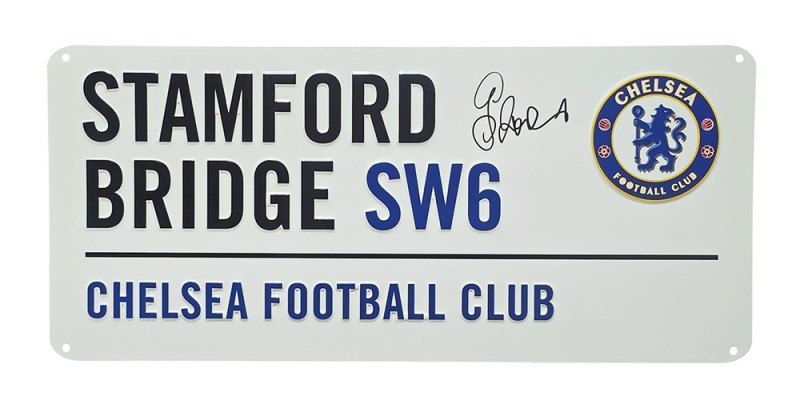 STAMFORD
BRIDGE SW6
CHELSEA FOOTBALL CLUB
CHELSEA
FOOTBALL CLUB